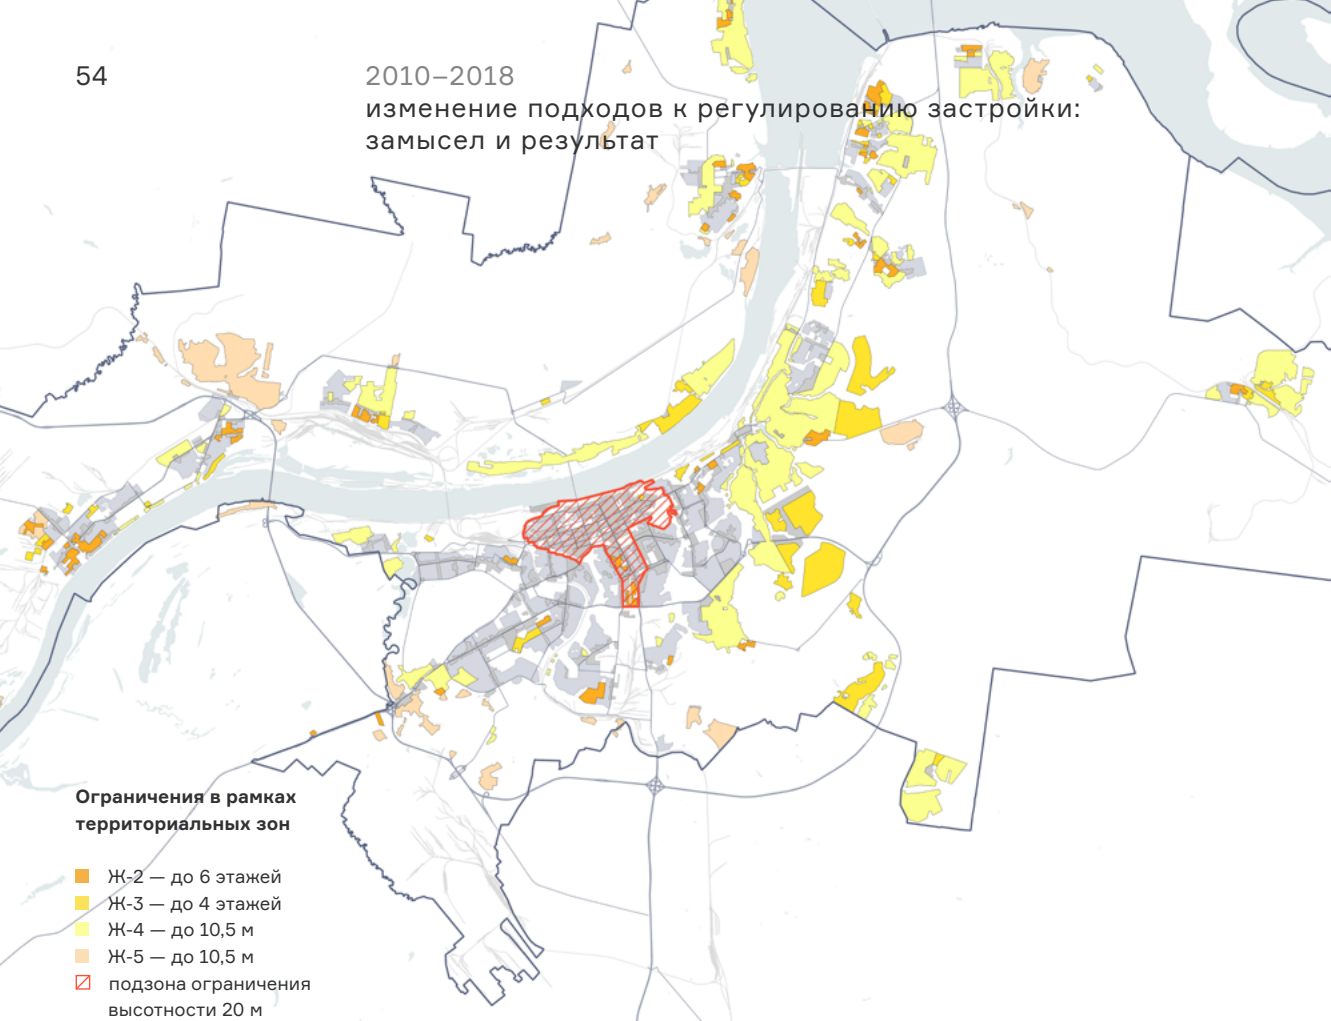 54
2010–2018
изменение подходов к регулированию застройки:
замысел и результат
Ограничения в рамках
территориальных зон
Ж-2 — до 6 этажей
Ж-3 — до 4 этажей
Ж-4 — до 10,5 м
Ж-5 — до 10,5 м
подзона ограничения
высотности 20 м